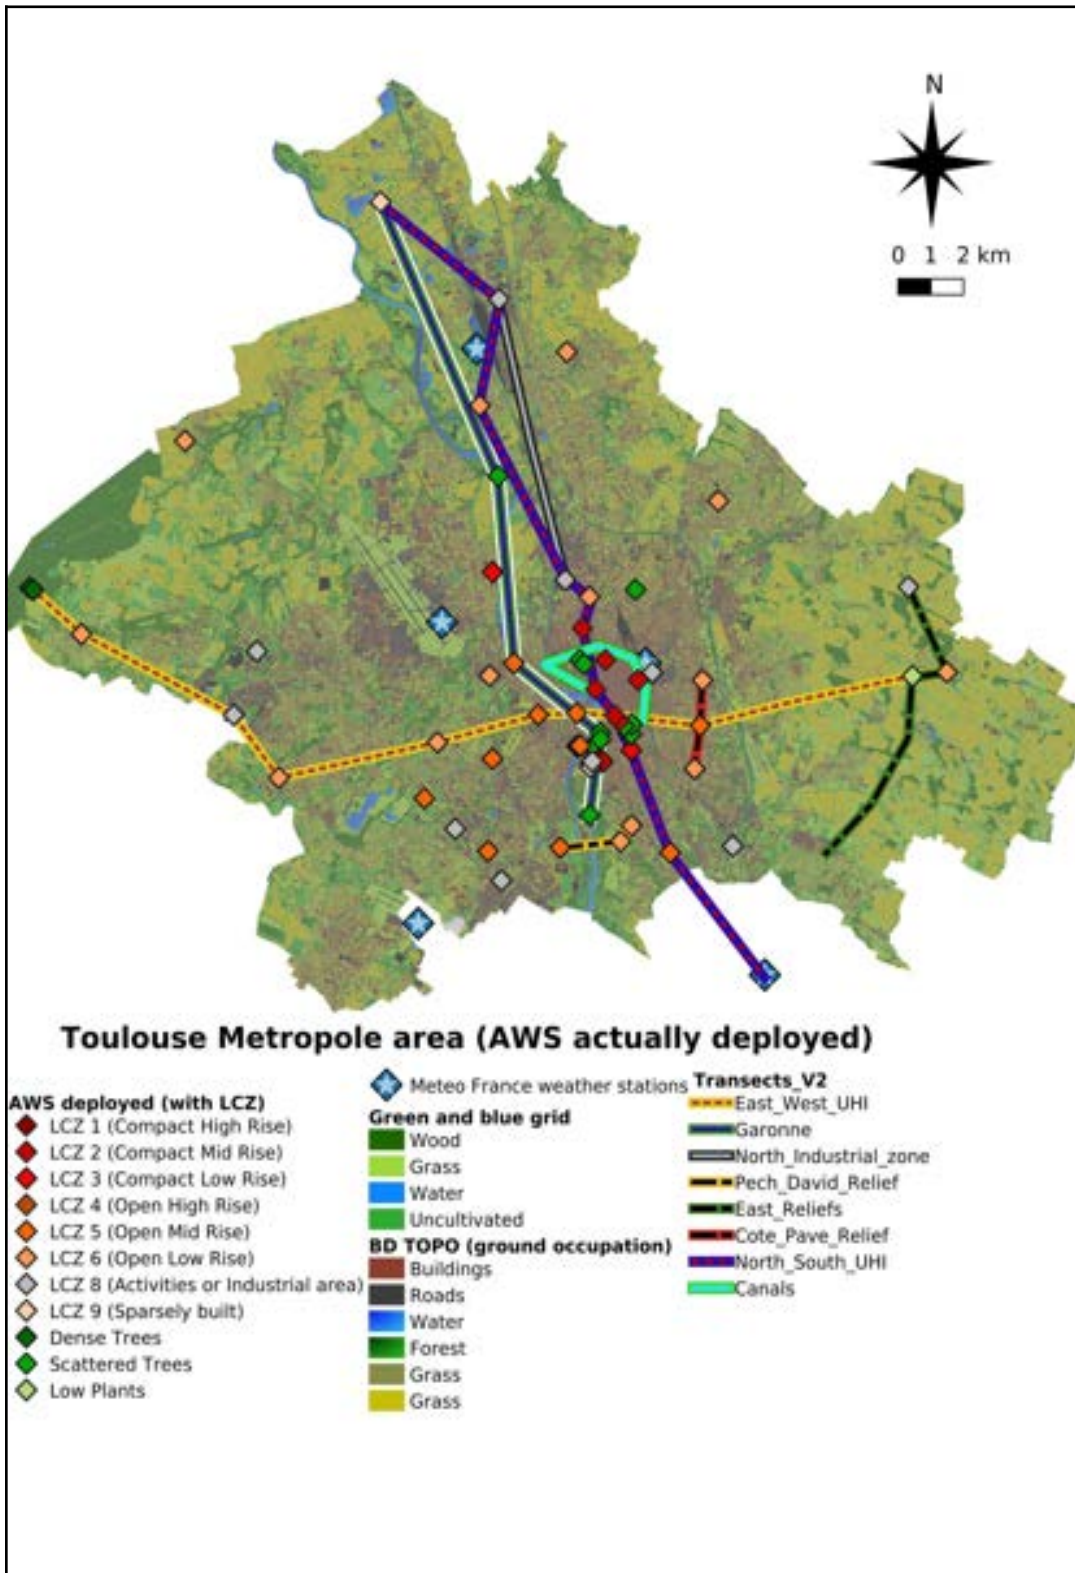 N
0 1 2 km
Toulouse Metropole area (AWS actually deployed)
AWS deployed (with LCZ)
LCZ 1 (Compact High Rise)
LCZ 2 (Compact Mid Rise)
LCZ 3 (Compact Low Rise)
LCZ 4 (Open High Rise)
LCZ 5 (Open Mid Rise)
LCZ 6 (Open Low Rise)
LCZ 8 (Activities or Industrial area)
LCZ 9 (Sparsely built)
Dense Trees
Scattered Trees
Low Plants
Meteo France weather stations
Green and blue grid
Wood
Grass
Water
Uncultivated
BD TOPO (ground occupation)
Buildings
Roads
Water
Forest
Grass
Grass
Transects_V2
East_West_UHI
Garonne
North_Industrial_zone
Pech_David_Relief
East_Reliefs
Cote_Pave_Relief
North_South_UHI
Canals